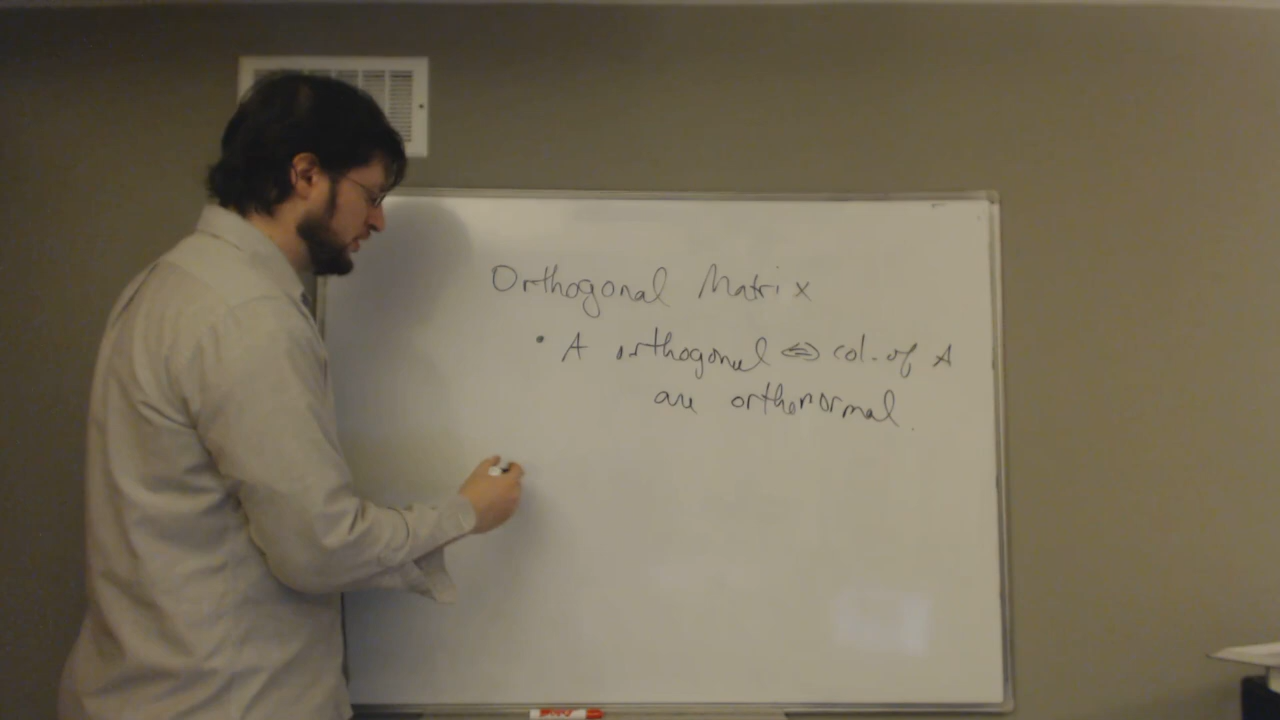 Orthogonal Matrix
• A orthogonal ⇔ col. of A
are orthonormal.